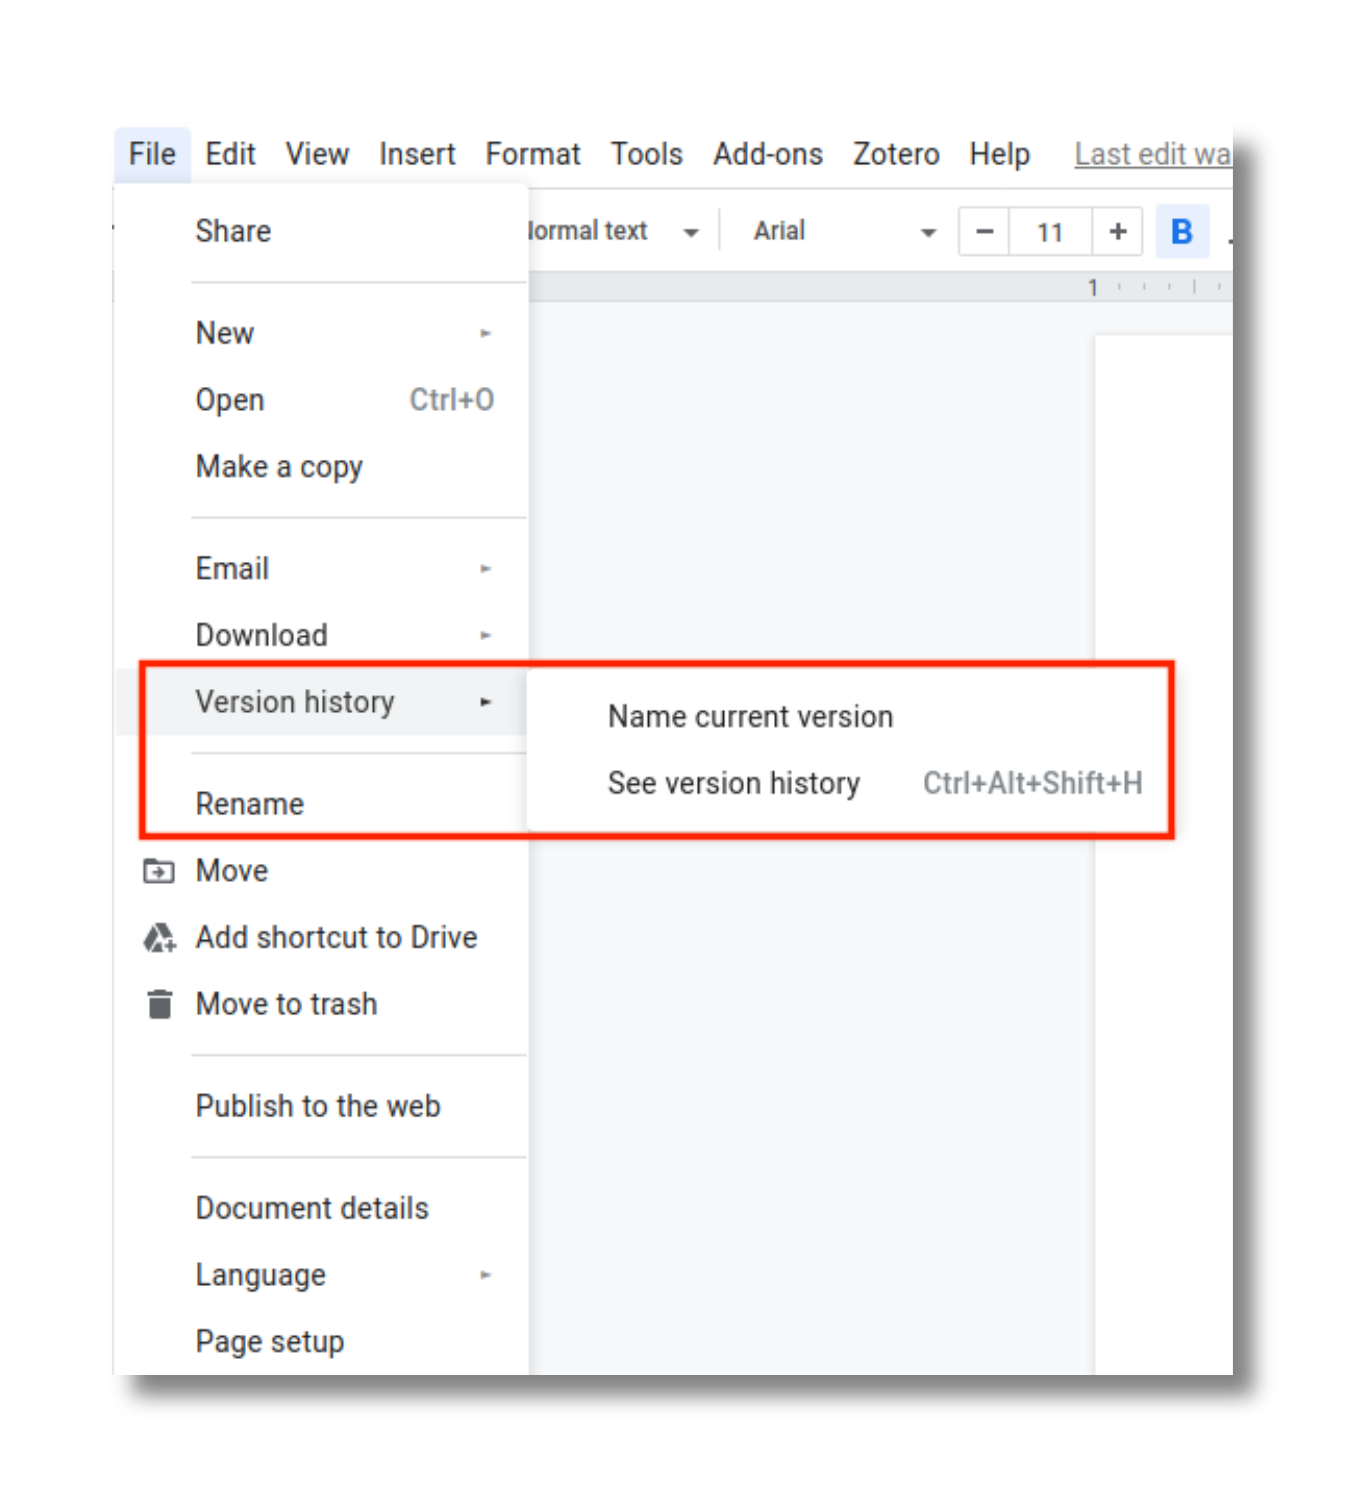 File Edit View Insert Format Tools Add-ons Zotero Help Last edit
Share
text Arial 11 B
1
New
Open Ctrl+O
Make a copy
Email
Download
Version history
Name current version
See version history Ctrl+Alt+Shift+H
Rename
Move
Add shortcut to Drive
Move to trash
Publish to the web
Document details
Language
Page setup